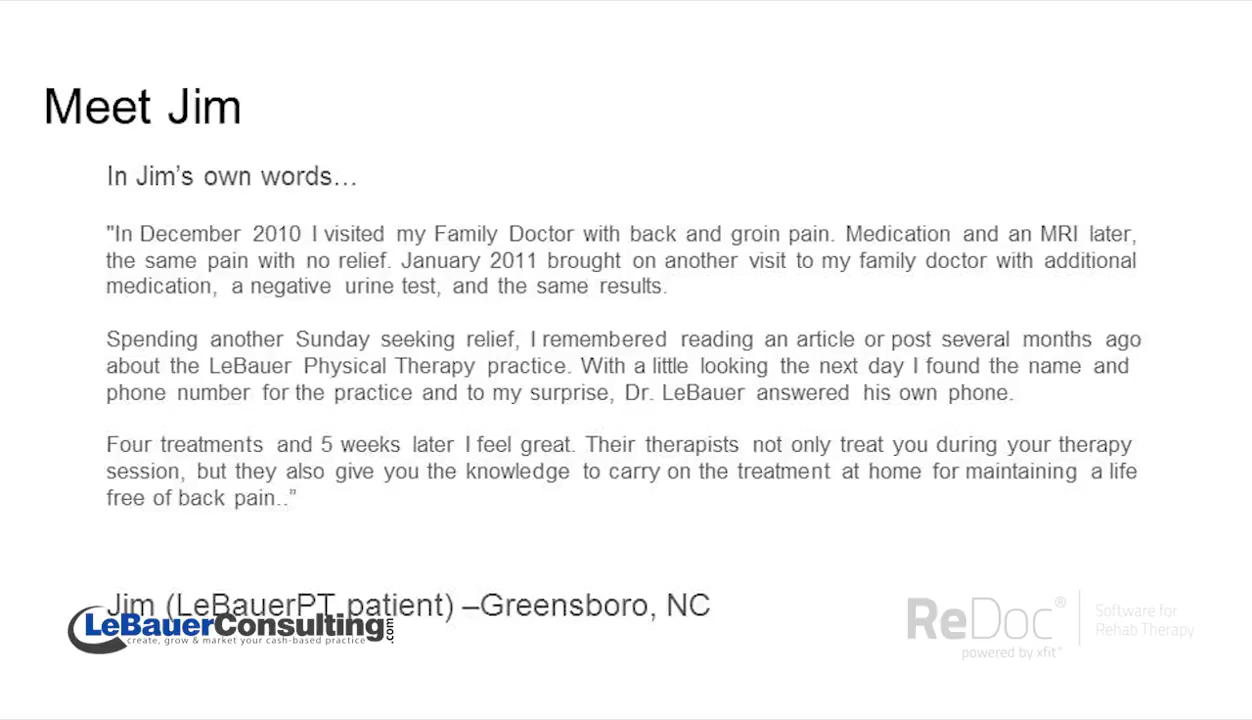 Meet Jim
In Jim's own words…
"In December 2010 I visited my Family Doctor with back and groin pain. Medication and an MRI later,
the same pain with no relief. January 2011 brought on another visit to my family doctor with additional
medication, a negative urine test, and the same results.
Spending another Sunday seeking relief, I remembered reading an article or post several months ago
about the LeBauer Physical Therapy practice. With a little looking the next day I found the name and
phone number for the practice and to my surprise, Dr. LeBauer answered his own phone.
Four treatments and 5 weeks later I feel great. Their therapists not only treat you during your therapy
session, but they also give you the knowledge to carry on the treatment at home for maintaining a life
free of back pain.."
Jim (LeBauerPT patient) –Greensboro, NC
LeBauerConsulting.com
create, grow & market your cash-based practice
ReDoc®
powered by xfit™
Software for
Rehab Therapy